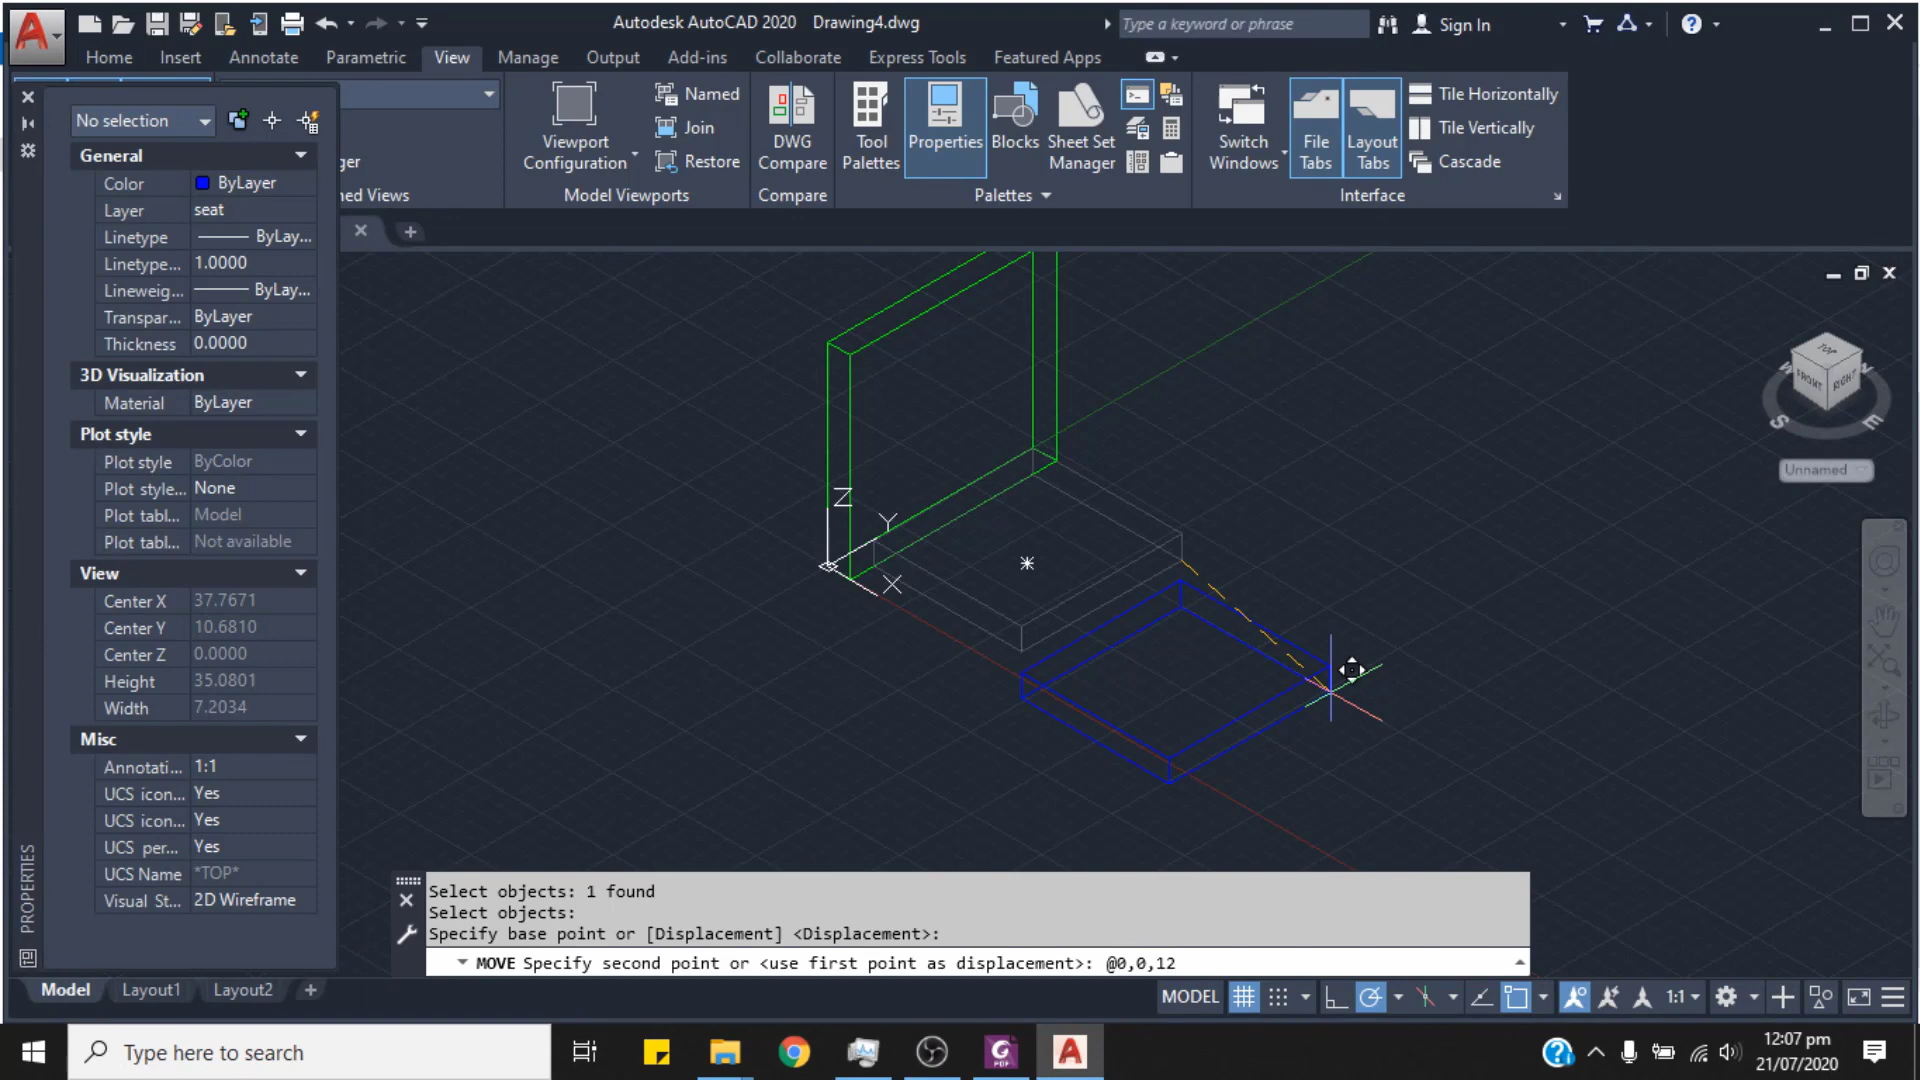 Autodesk AutoCAD 2020 Drawing4.dwg
Type a keyword or phrase
Sign In
Home Insert Annotate Parametric View Manage Output Add-ins Collaborate Express Tools Featured Apps
Viewport
Configuration
Named
Join
Restore
Model Viewports
DWG
Compare
Compare
Tool
Palettes
Properties
Blocks
Sheet Set
Manager
Palettes
Switch
Windows
File
Tabs
Layout
Tabs
Tile Horizontally
Tile Vertically
Cascade
Interface
ger
ned Views
No selection
General
Color ByLayer
Layer seat
Linetype ByLay...
Linetype... 1.0000
Lineweig... ByLay...
Transpar... ByLayer
Thickness 0.0000
3D Visualization
Material ByLayer
Plot style
Plot style ByColor
Plot style... None
Plot tabl... Model
Plot tabl... Not available
View
Center X 37.7671
Center Y 10.6810
Center Z 0.0000
Height 35.0801
Width 7.2034
Misc
Annotati... 1:1
UCS icon... Yes
UCS icon... Yes
UCS per... Yes
UCS Name *TOP*
Visual St... 2D Wireframe
PROPERTIES
Z
Y
X
TOP
FRONT RIGHT
W N
S E
Unnamed
Select objects: 1 found
Select objects:
Specify base point or [Displacement] <Displacement>:
MOVE Specify second point or <use first point as displacement>: @0,0,12
Model Layout1 Layout2
MODEL 1:1
Type here to search
12:07 pm
21/07/2020